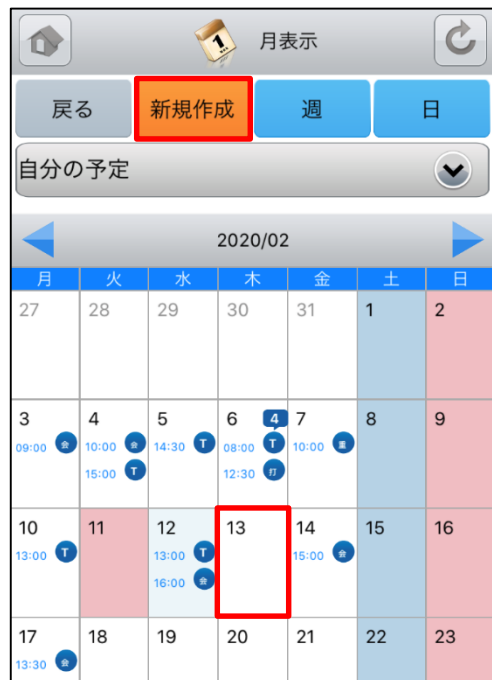 1 月表示
戻る 新規作成 週 日
自分の予定
2020/02
月 火 水 木 金 土 日
27 28 29 30 31 1 2
3 4 5 6 4 7 8 9
09:00 会 10:00 会 14:30 T 08:00 T 10:00 重
15:00 T 12:30 打
10 11 12 13 14 15 16
13:00 T 13:00 T 15:00 会
16:00 会
17 18 19 20 21 22 23
13:30 会